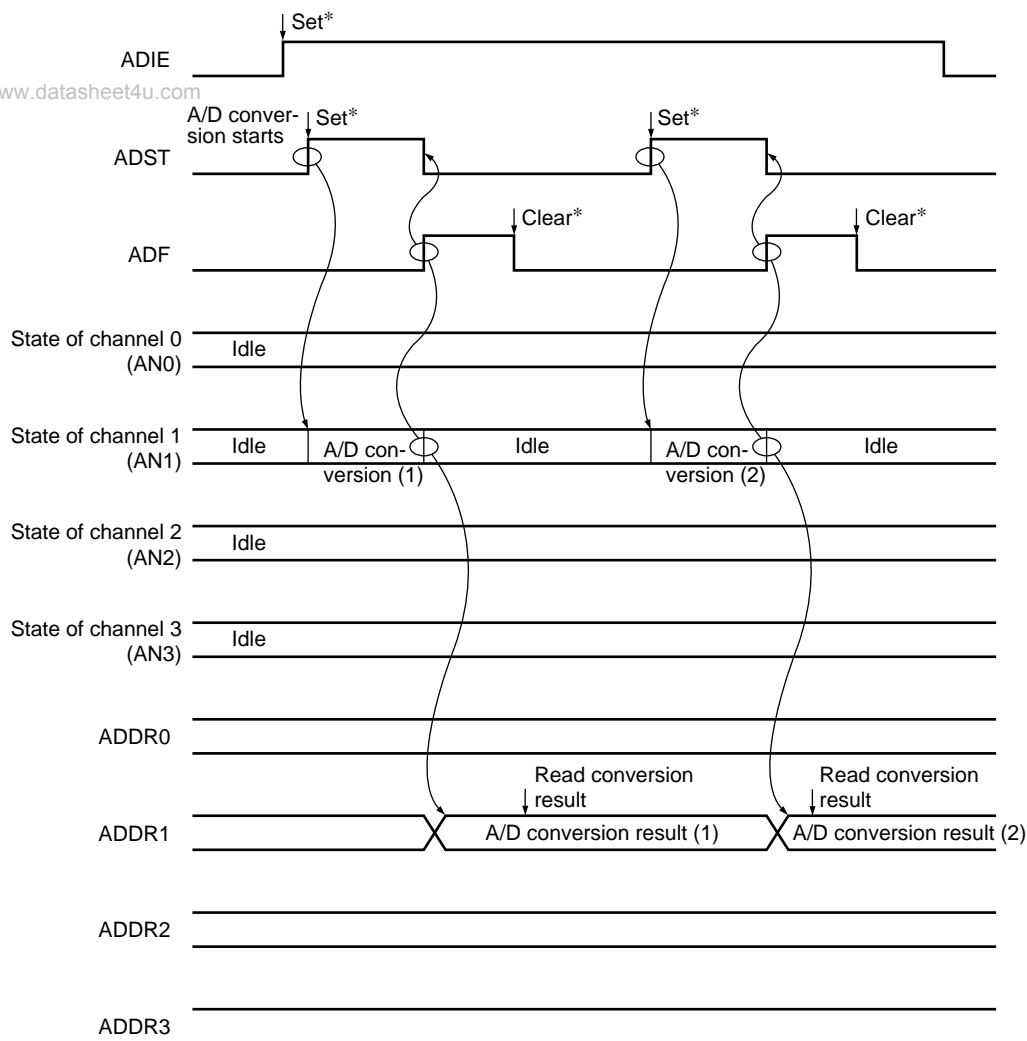 Set*
ADIE
ww.datasheet4u.com
A/D conver-
sion starts
Set*
Set*
ADST
Clear*
Clear*
ADF
State of channel 0
(AN0)
Idle
State of channel 1
(AN1)
Idle
A/D con-
version (1)
Idle
A/D con-
version (2)
Idle
State of channel 2
(AN2)
Idle
State of channel 3
(AN3)
Idle
ADDR0
Read conversion
result
Read conversion
result
ADDR1
A/D conversion result (1)
A/D conversion result (2)
ADDR2
ADDR3